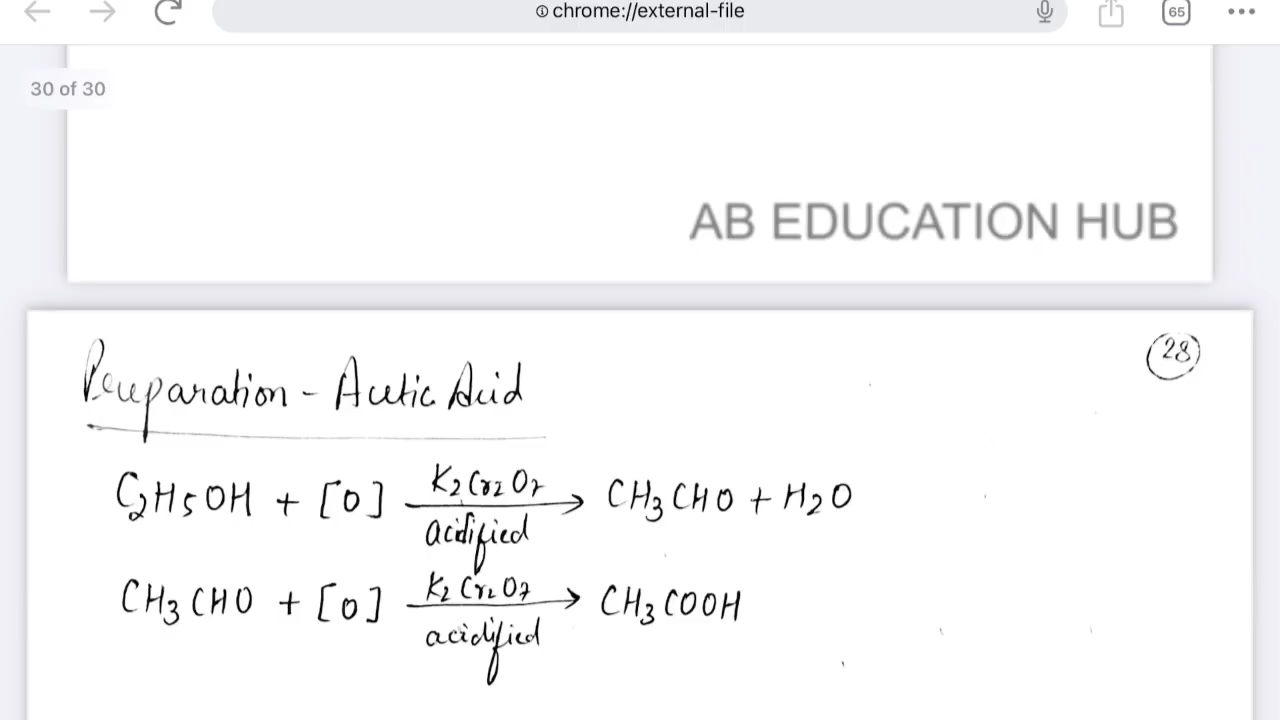 chrome://external-file
65
30 of 30
AB EDUCATION HUB
28
Preparation - Acetic Acid
C₂H₅OH + [O] K₂Cr₂O₇ acidified → CH₃CHO + H₂O
CH₃CHO + [O] K₂Cr₂O₇ acidified → CH₃COOH